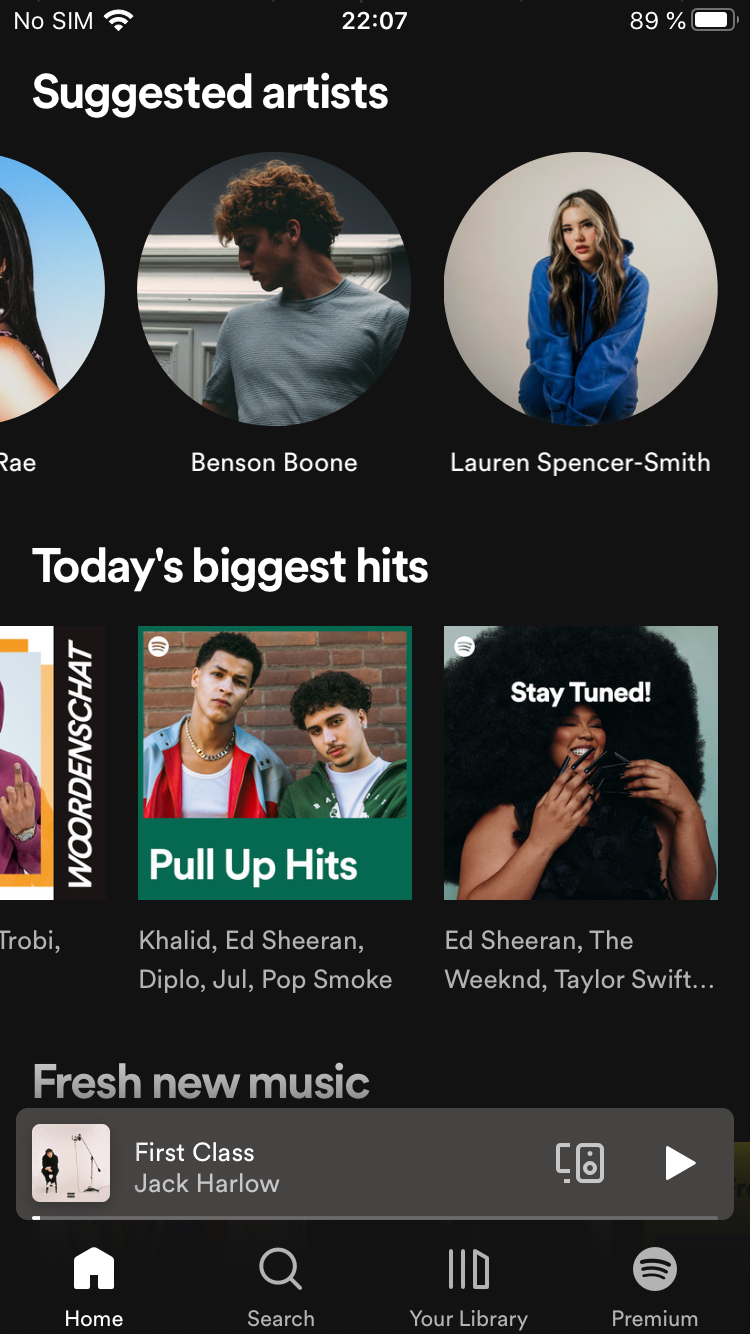 No SIM 22:07 89 %
Suggested artists
Rae Benson Boone Lauren Spencer-Smith
Today's biggest hits
WOORDENSCHAT
Stay Tuned!
Pull Up Hits
Trobi, Khalid, Ed Sheeran, Ed Sheeran, The
Diplo, Jul, Pop Smoke Weeknd, Taylor Swift...
Fresh new music
First Class
Jack Harlow
Home Search Your Library Premium